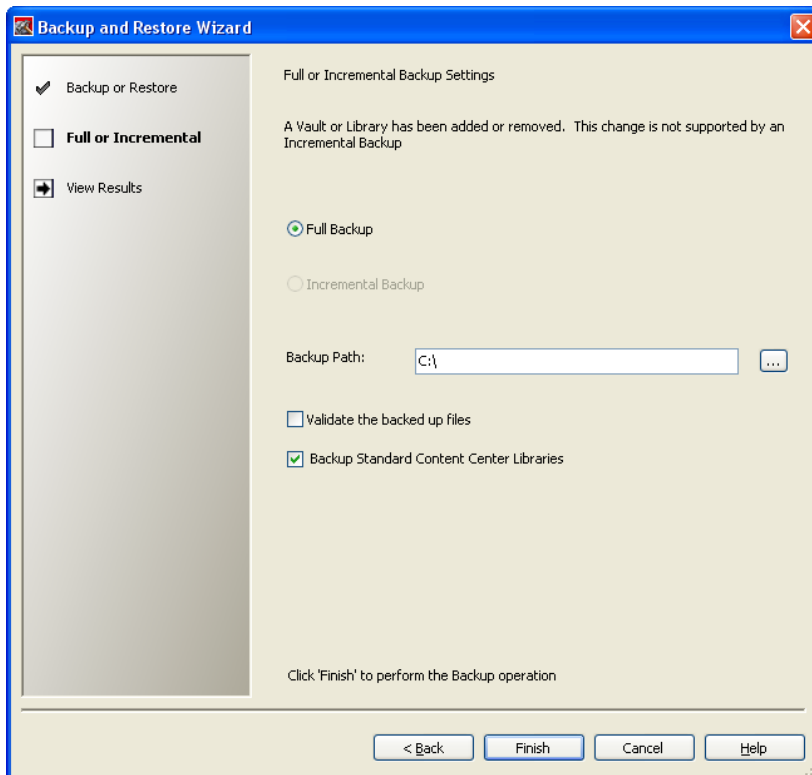 Backup and Restore Wizard
Backup or Restore
Full or Incremental
View Results
Full or Incremental Backup Settings
A Vault or Library has been added or removed.  This change is not supported by an
Incremental Backup
Full Backup
Incremental Backup
Backup Path:
C:\
...
Validate the backed up files
Backup Standard Content Center Libraries
Click 'Finish' to perform the Backup operation
< Back
Finish
Cancel
Help